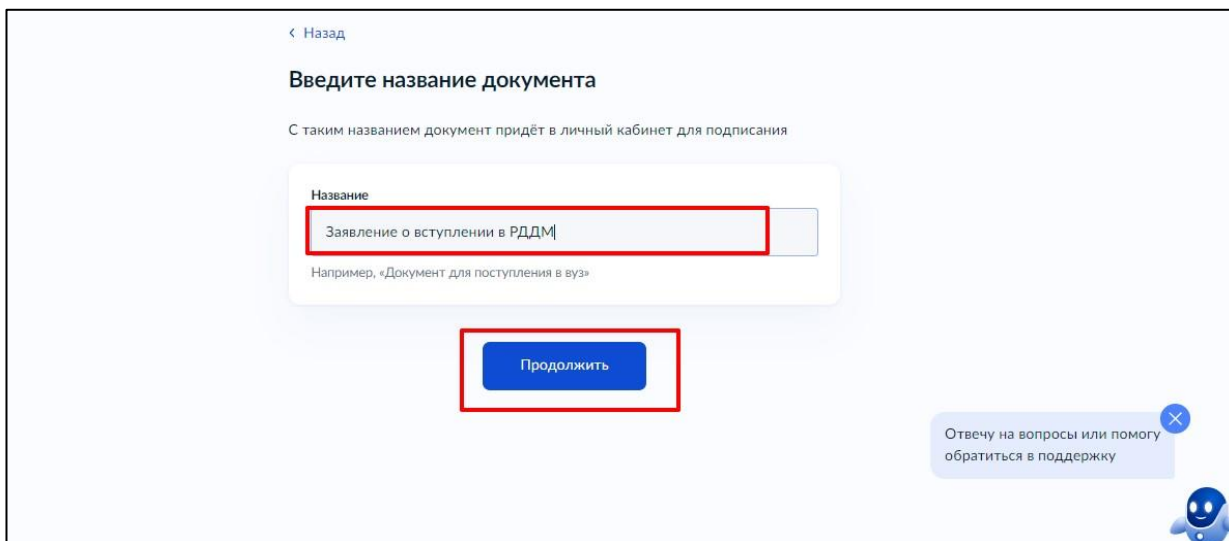 Назад
Введите название документа
С таким названием документ придёт в личный кабинет для подписания
Название
Заявление о вступлении в РДДМ
Например, «Документ для поступления в вуз»
Продолжить
Отвечу на вопросы или помогу
обратиться в поддержку